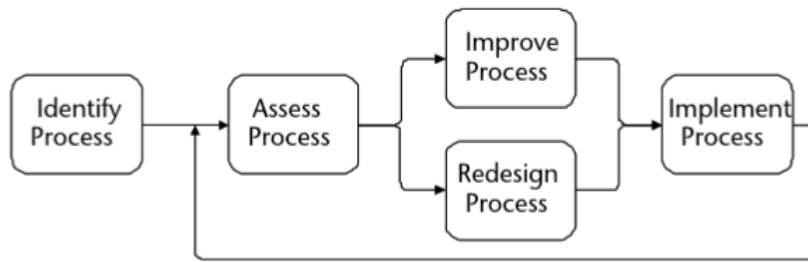 Identify
Process
Assess
Process
Improve
Process
Redesign
Process
Implement
Process